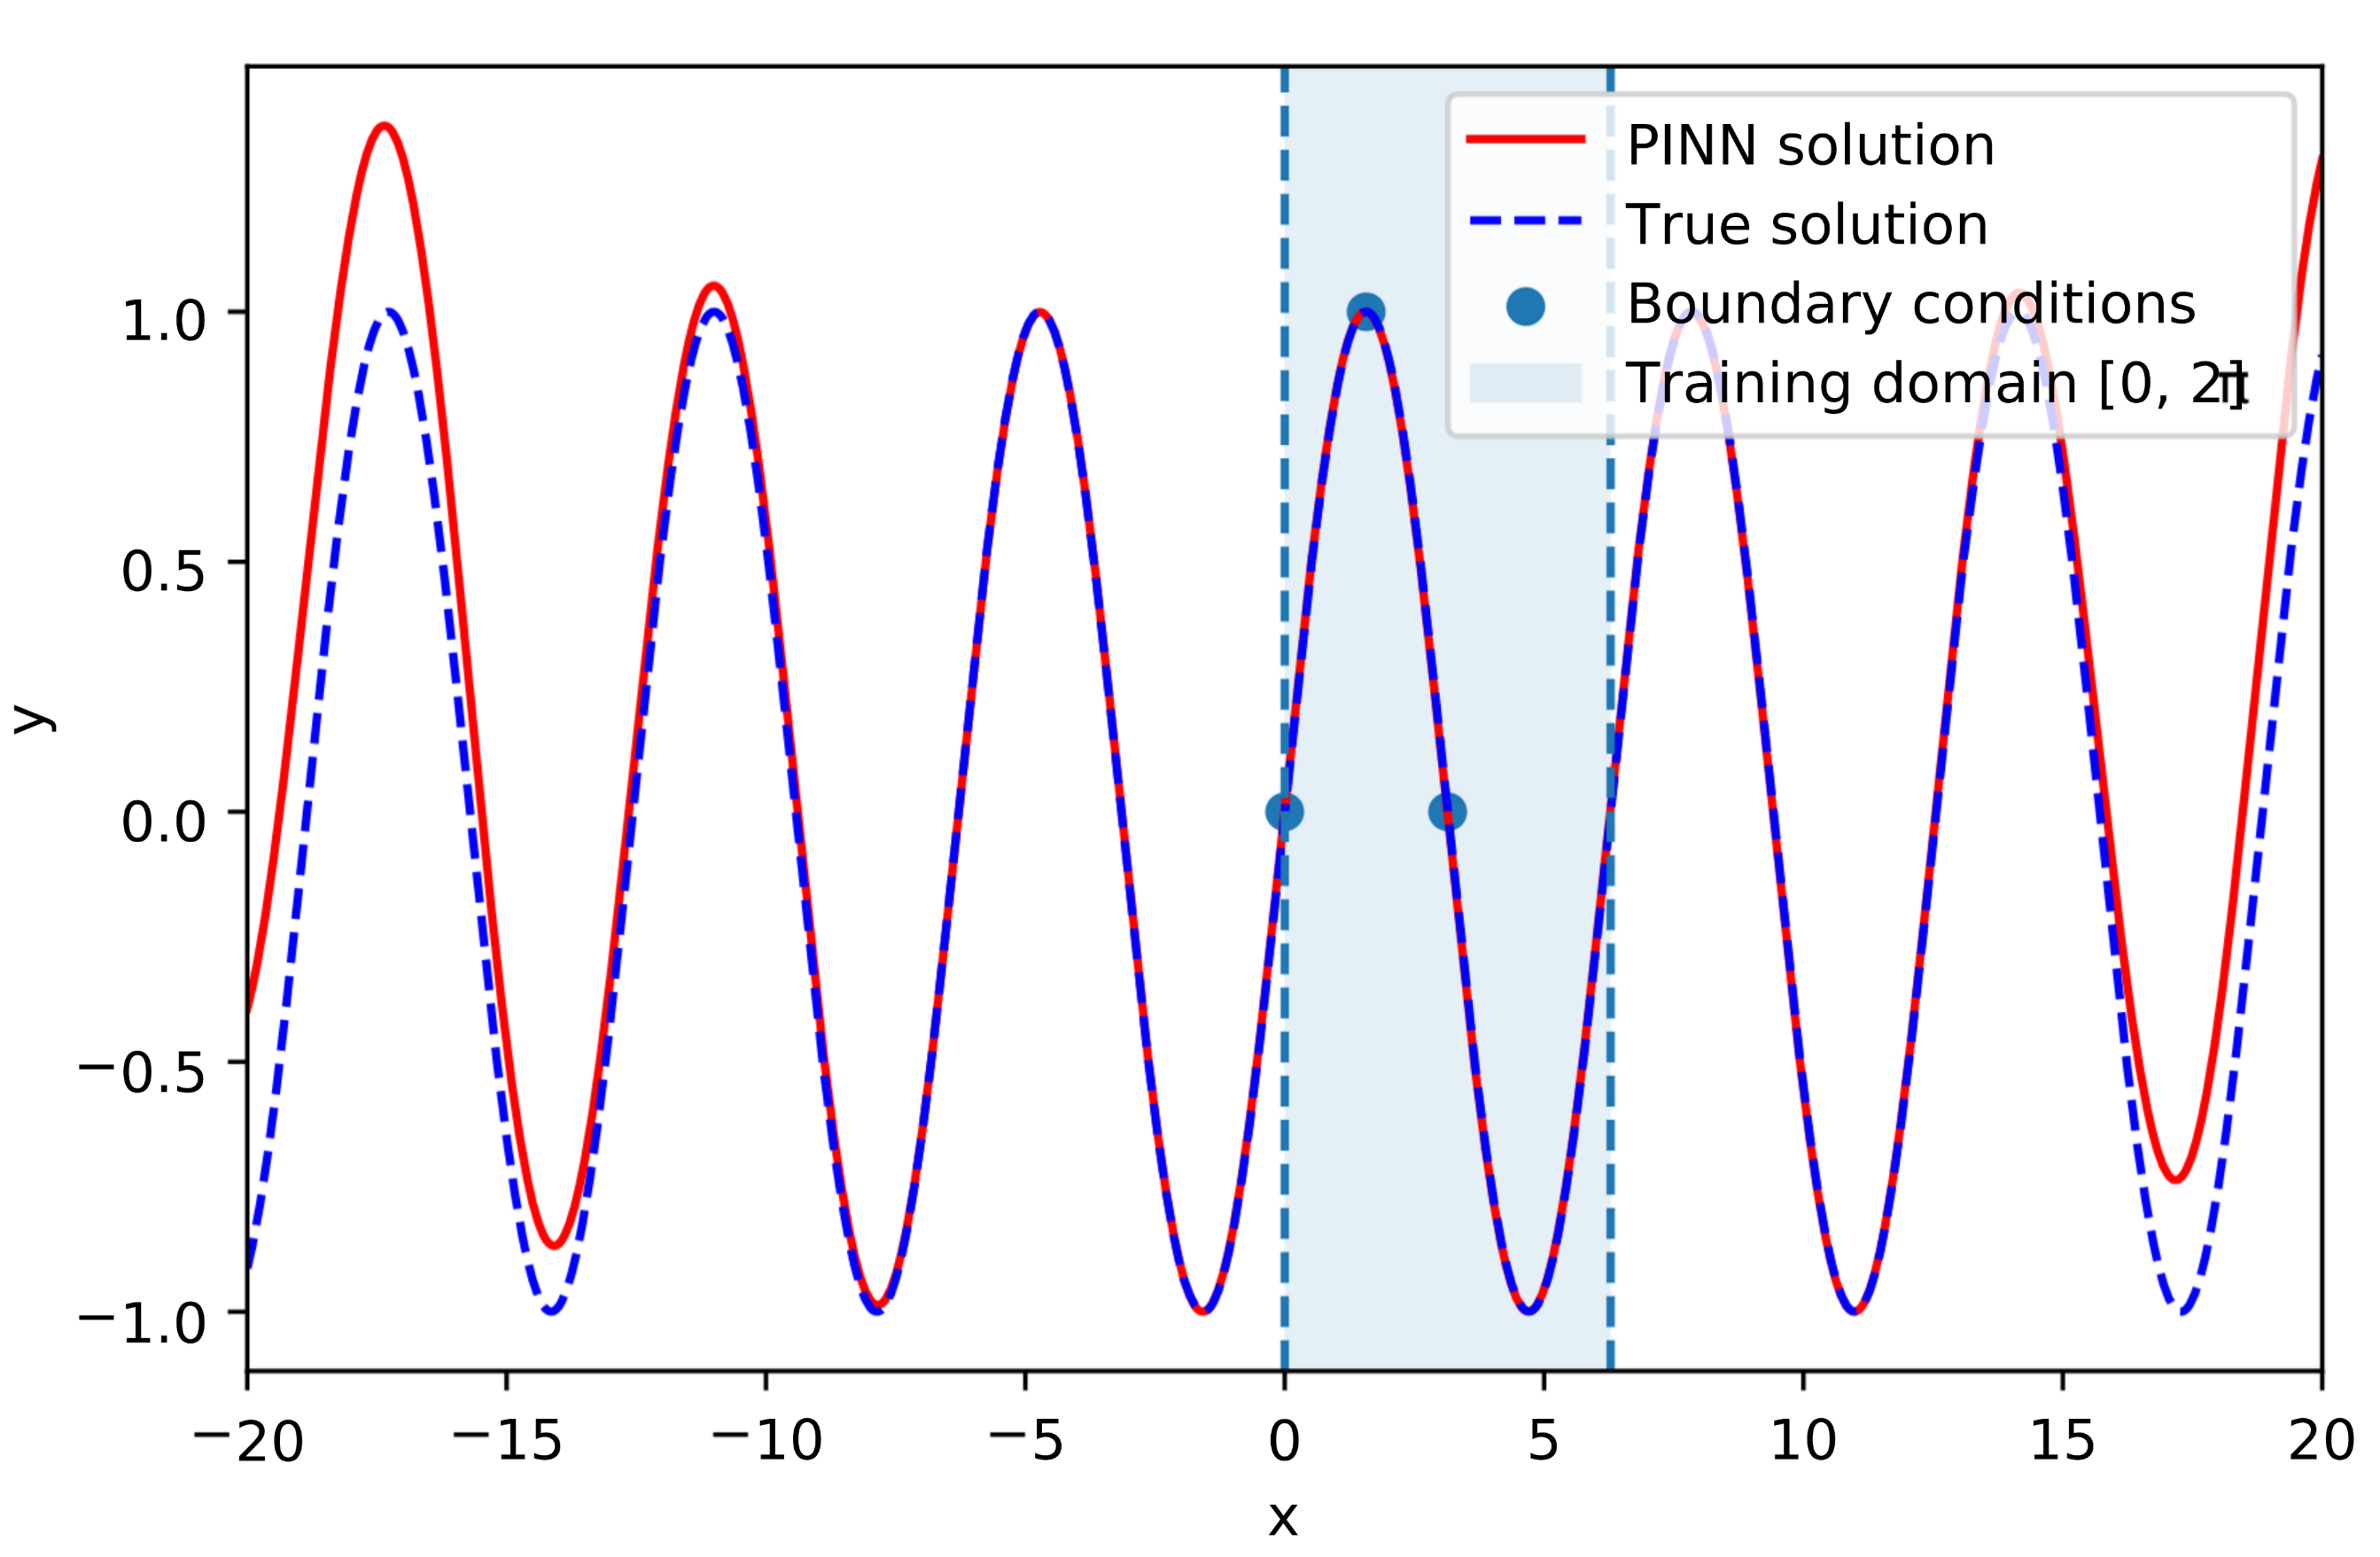 PINN solution
True solution
Boundary conditions
Training domain [0, 2π]
1.0
0.5
0.0
−0.5
−1.0
y
−20 −15 −10 −5 0 5 10 15 20
x